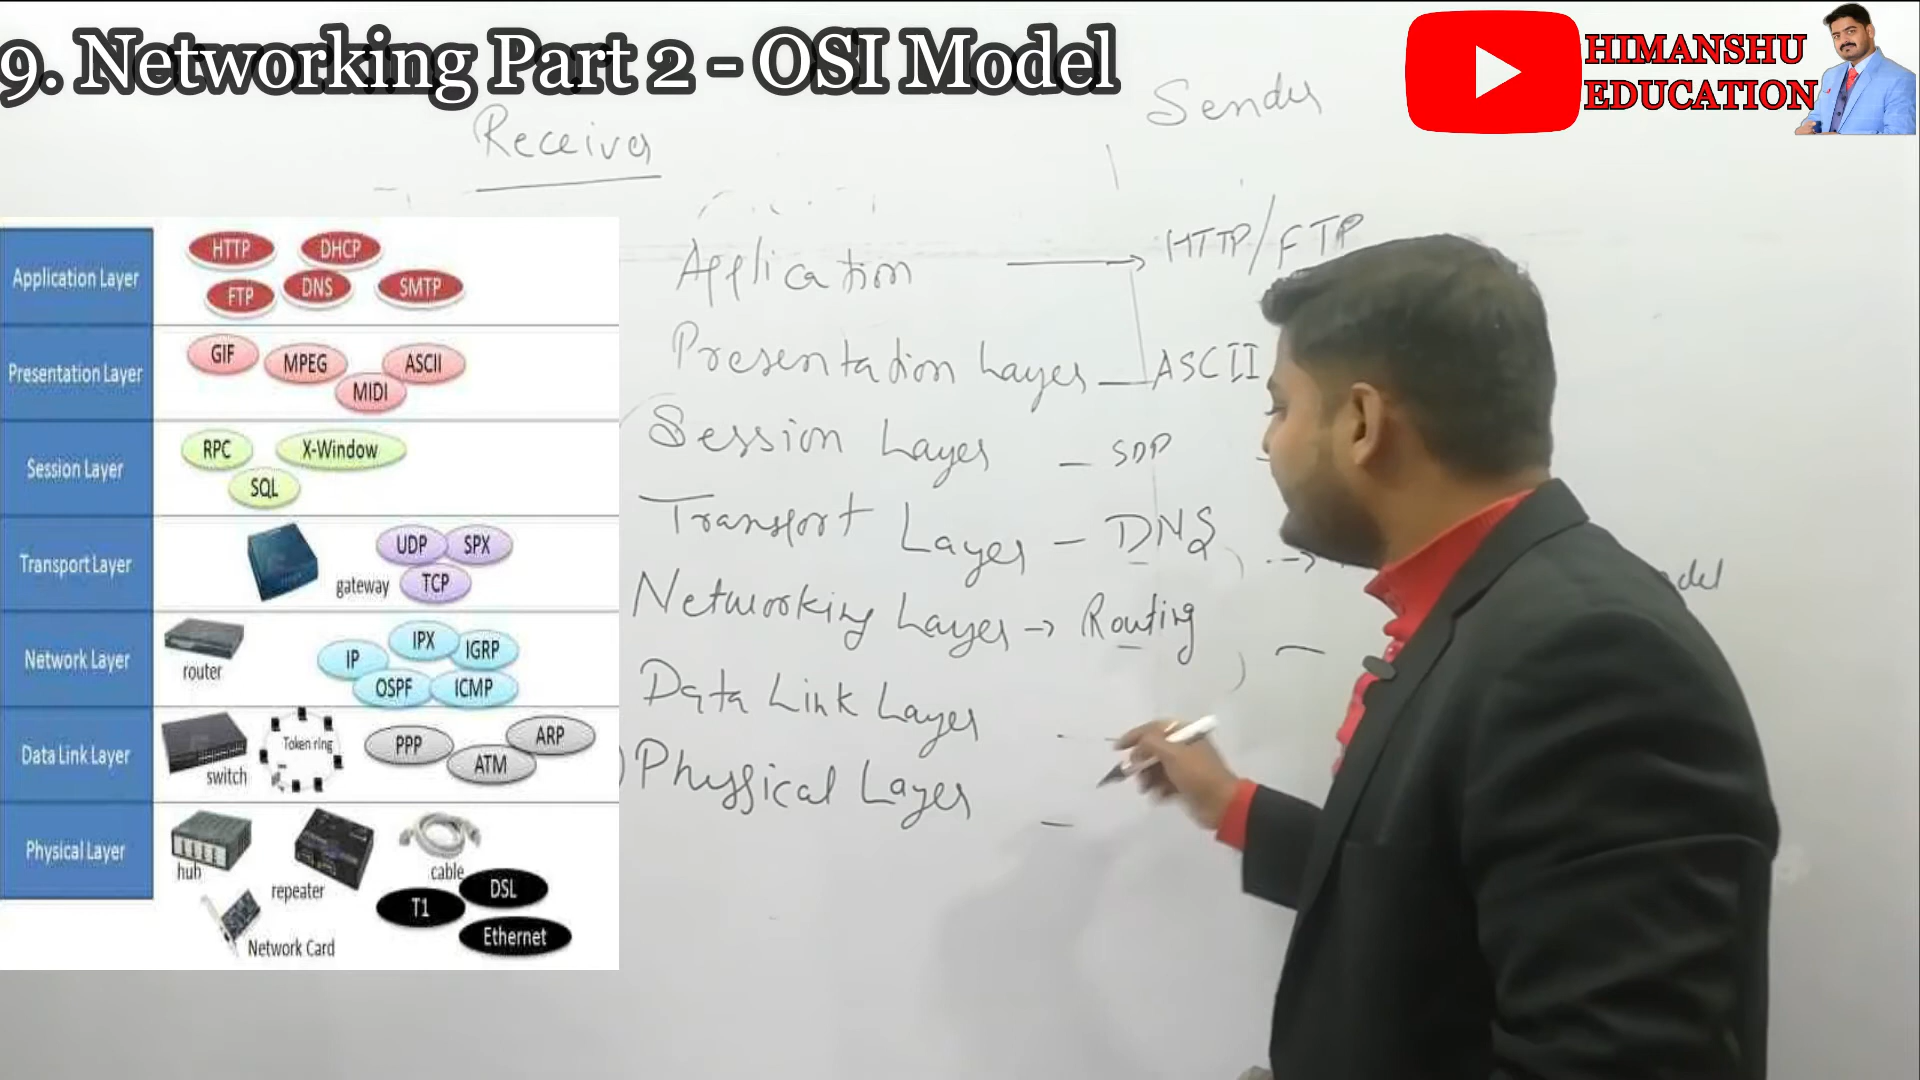 9. Networking Part 2 - OSI Model
HIMANSHU
EDUCATION
Receiver
Sender
Application Layer
HTTP
DHCP
FTP
DNS
SMTP
Presentation Layer
GIF
MPEG
ASCII
MIDI
Session Layer
RPC
X-Window
SQL
Transport Layer
gateway
UDP
SPX
TCP
Network Layer
router
IP
IPX
IGRP
OSPF
ICMP
Data Link Layer
switch
Token ring
PPP
ATM
ARP
Physical Layer
hub
repeater
cable
Network Card
T1
DSL
Ethernet
Application → HTTP/FTP
Presentation Layer — ASCII
Session Layer — SDP
Transport Layer — DNS
Networking Layer → Routing
Data Link Layer
Physical Layer